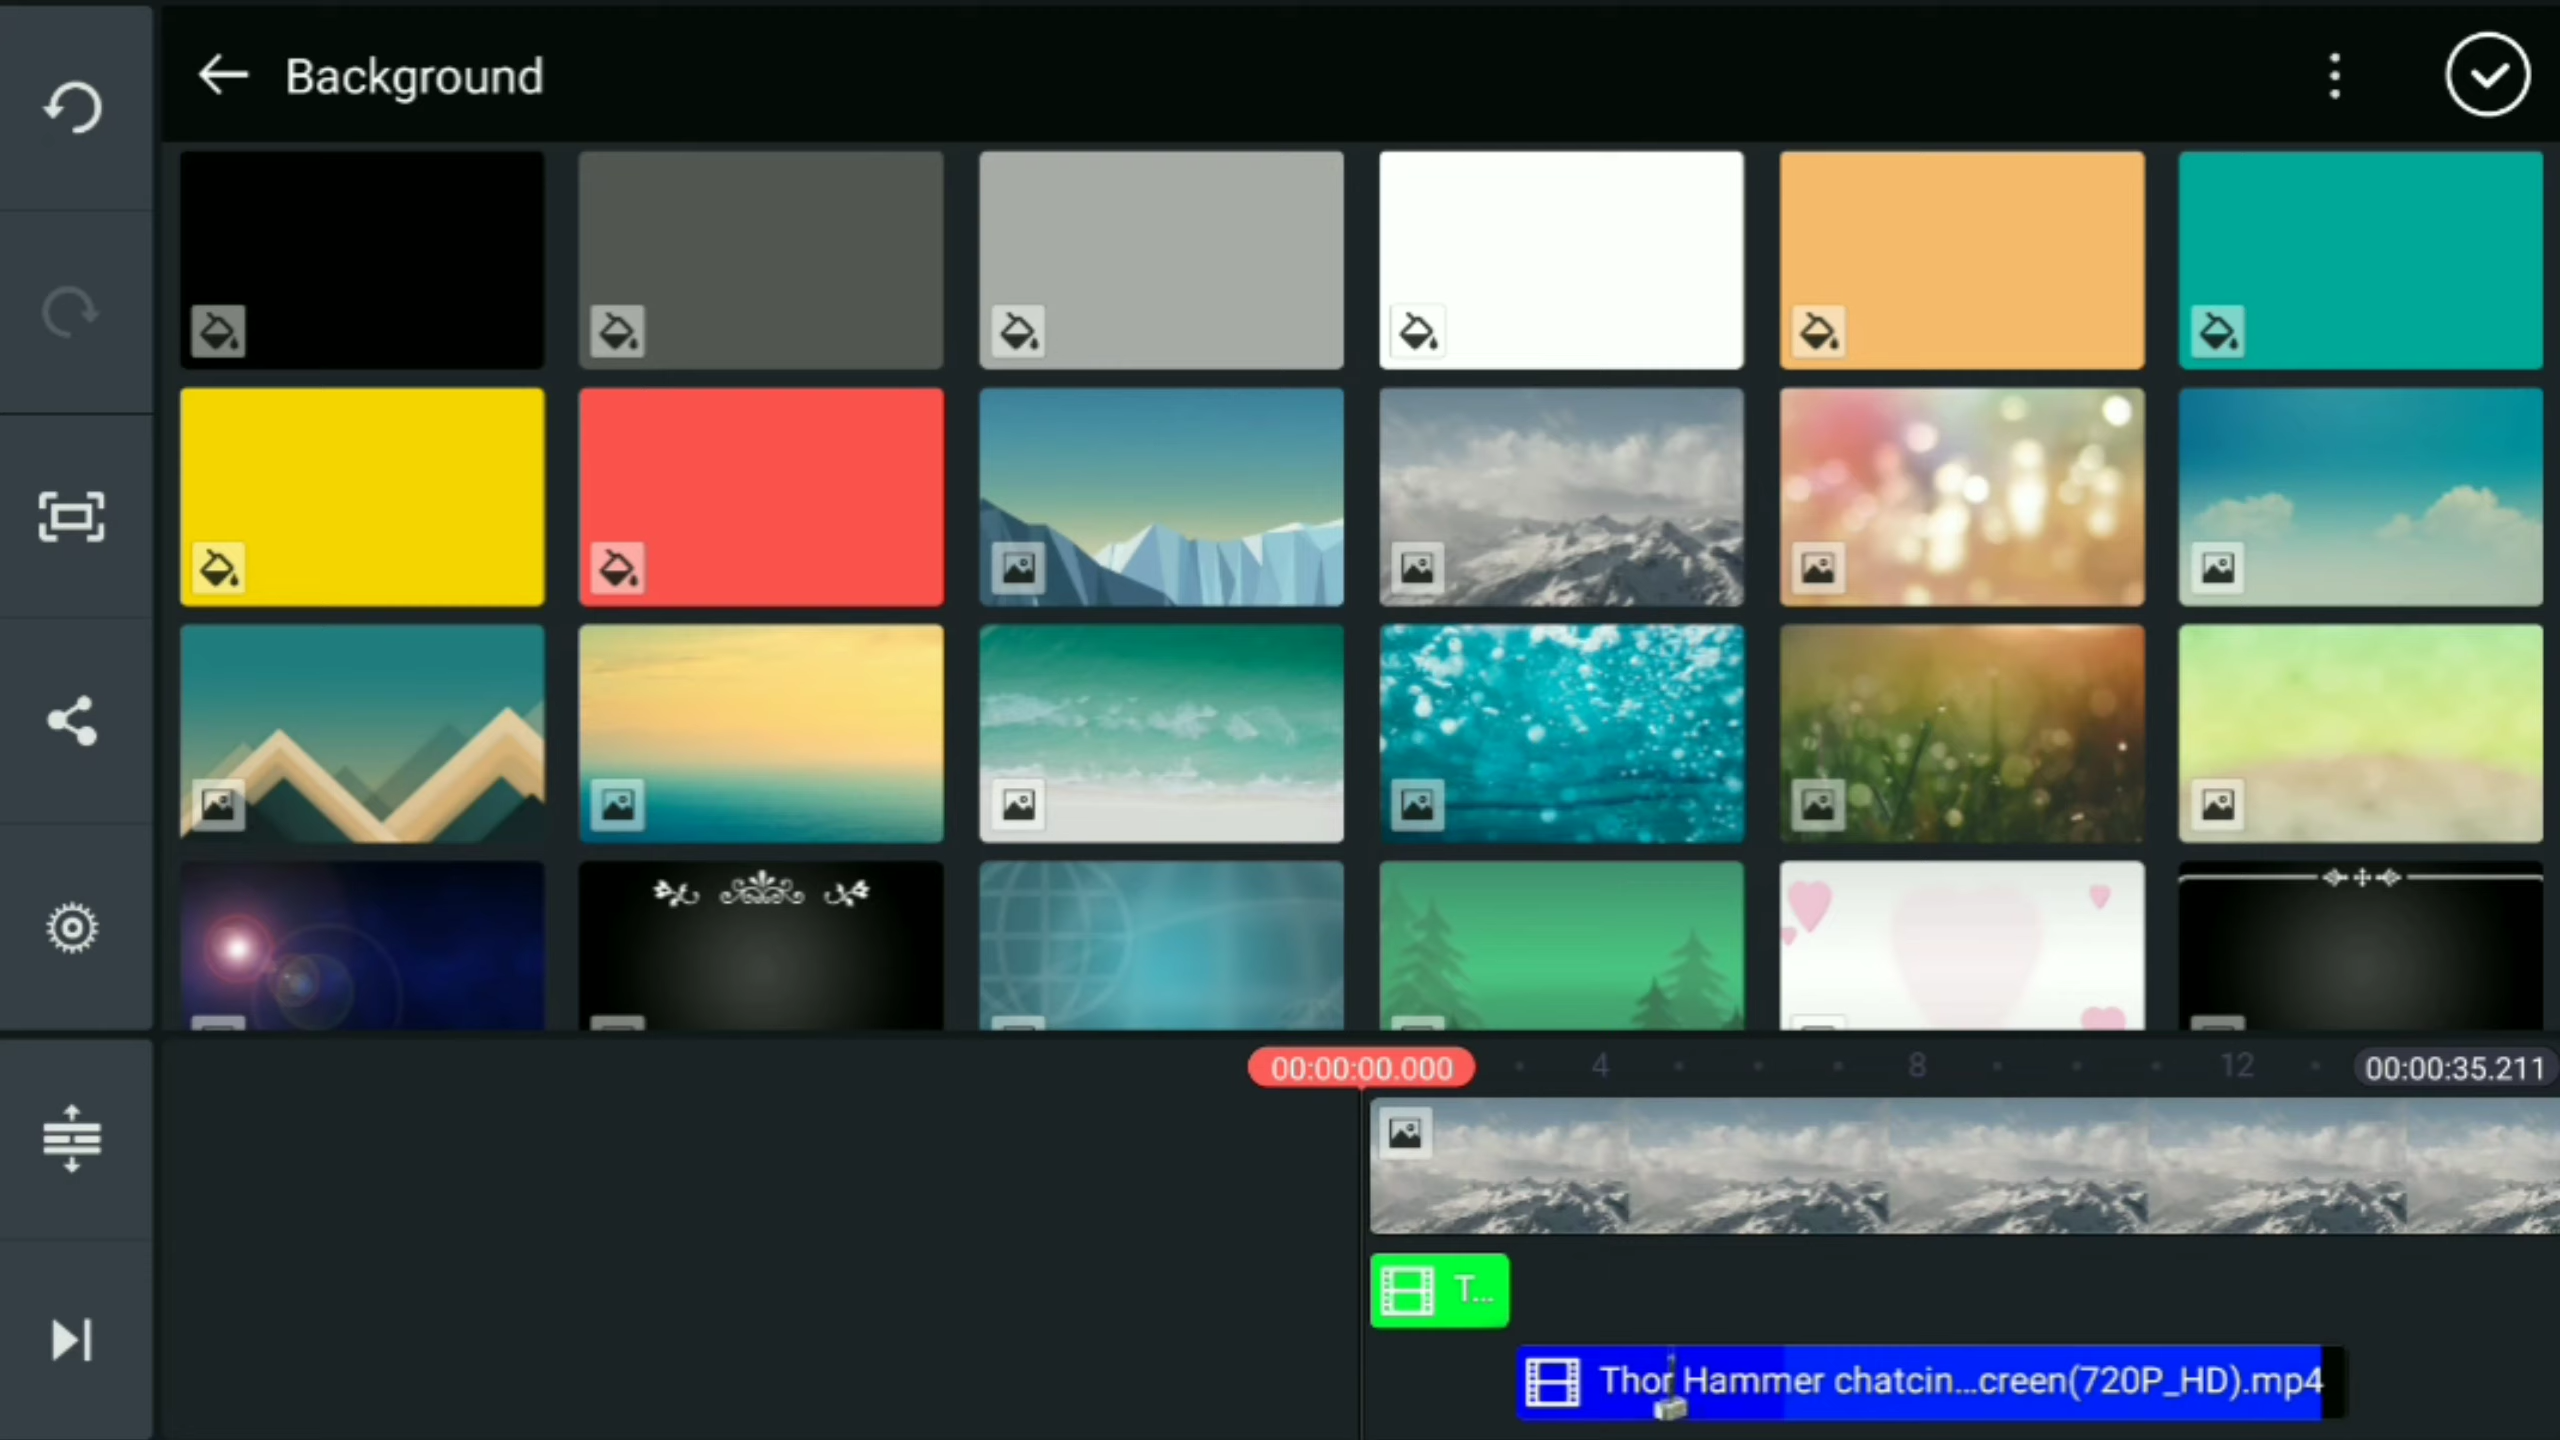 Background
00:00:00.000
4
8
12
00:00:35.211
T...
Thor Hammer chatcin...creen(720P_HD).mp4